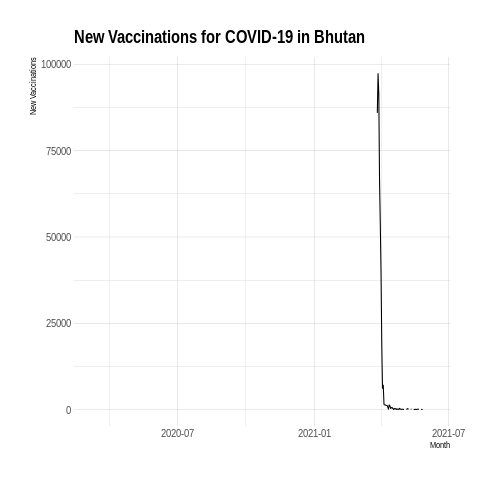 New Vaccinations for COVID-19 in Bhutan
New Vaccinations
100000
75000
50000
25000
0
2020-07 2021-01 2021-07
Month